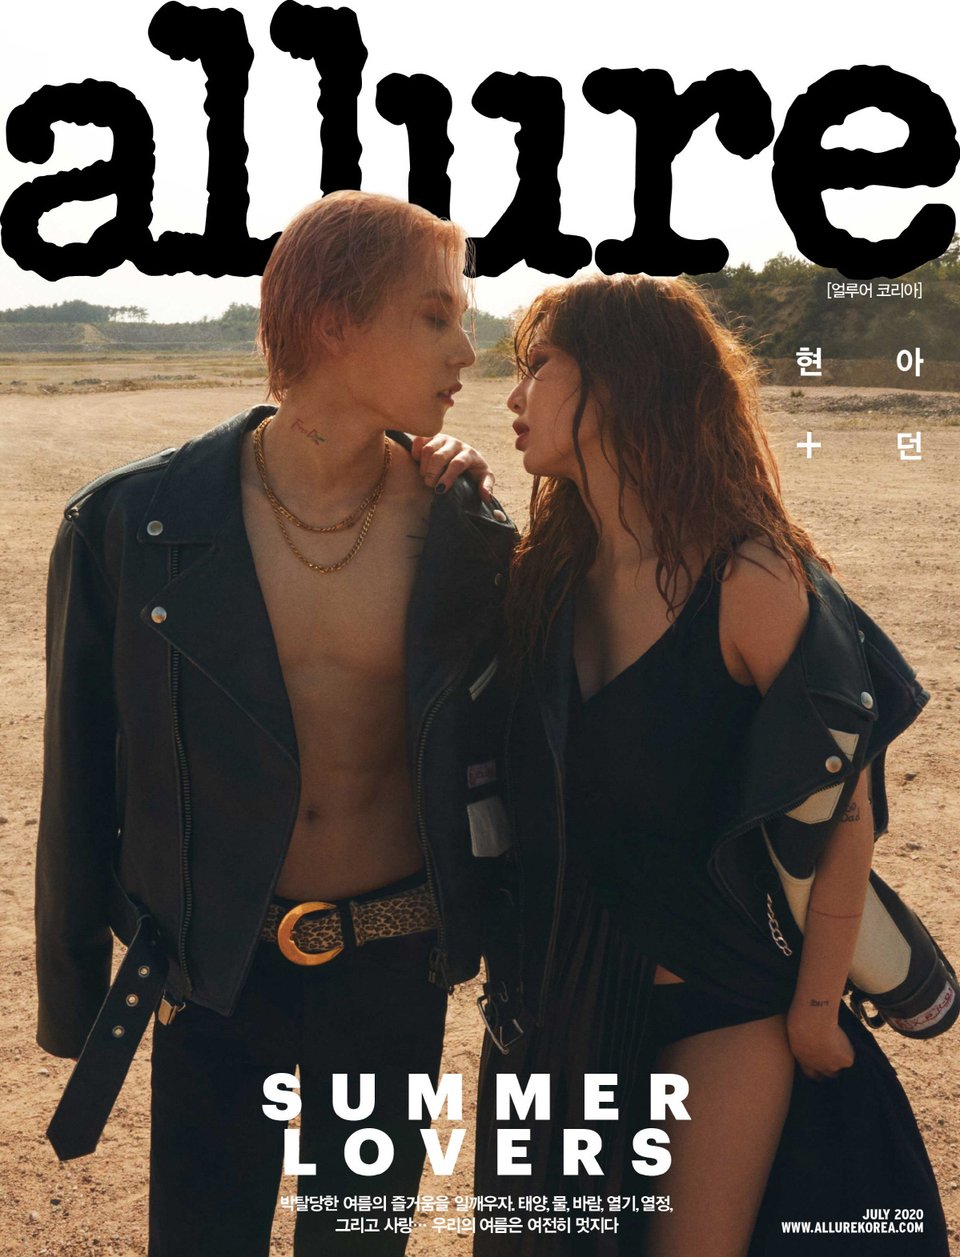 allure
[얼루어 코리아]
현 아
+ 던
SUMMER
LOVERS
박탈당한 여름의 즐거움을 일깨우자. 태양, 물, 바람, 열기, 열정,
그리고 사랑… 우리의 여름은 여전히 멋지다
JULY 2020
WWW.ALLUREKOREA.COM